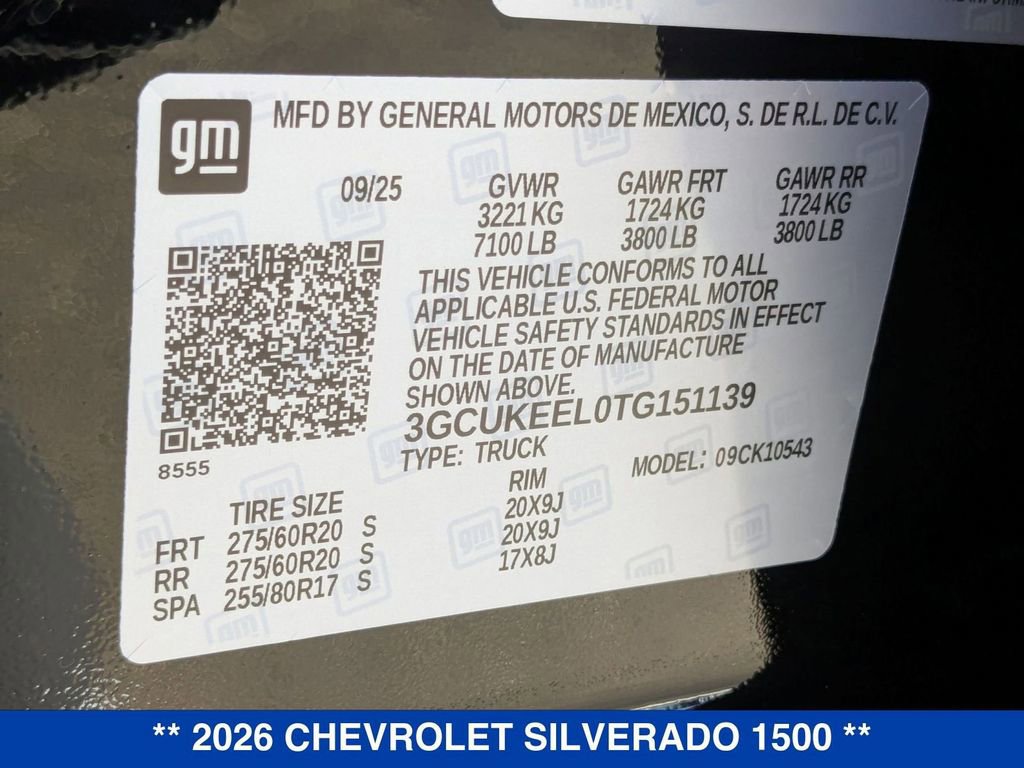 gm
MFD BY GENERAL MOTORS DE MEXICO, S. DE R.L. DE C.V.
09/25 GVWR GAWR FRT GAWR RR
3221 KG 1724 KG 1724 KG
7100 LB 3800 LB 3800 LB
THIS VEHICLE CONFORMS TO ALL
APPLICABLE U.S. FEDERAL MOTOR
VEHICLE SAFETY STANDARDS IN EFFECT
ON THE DATE OF MANUFACTURE
SHOWN ABOVE.
3GCUKEEL0TG151139
8555
TYPE: TRUCK MODEL: 09CK10543
TIRE SIZE RIM
FRT 275/60R20 S 20X9J
RR 275/60R20 S 20X9J
SPA 255/80R17 S 17X8J
** 2026 CHEVROLET SILVERADO 1500 **